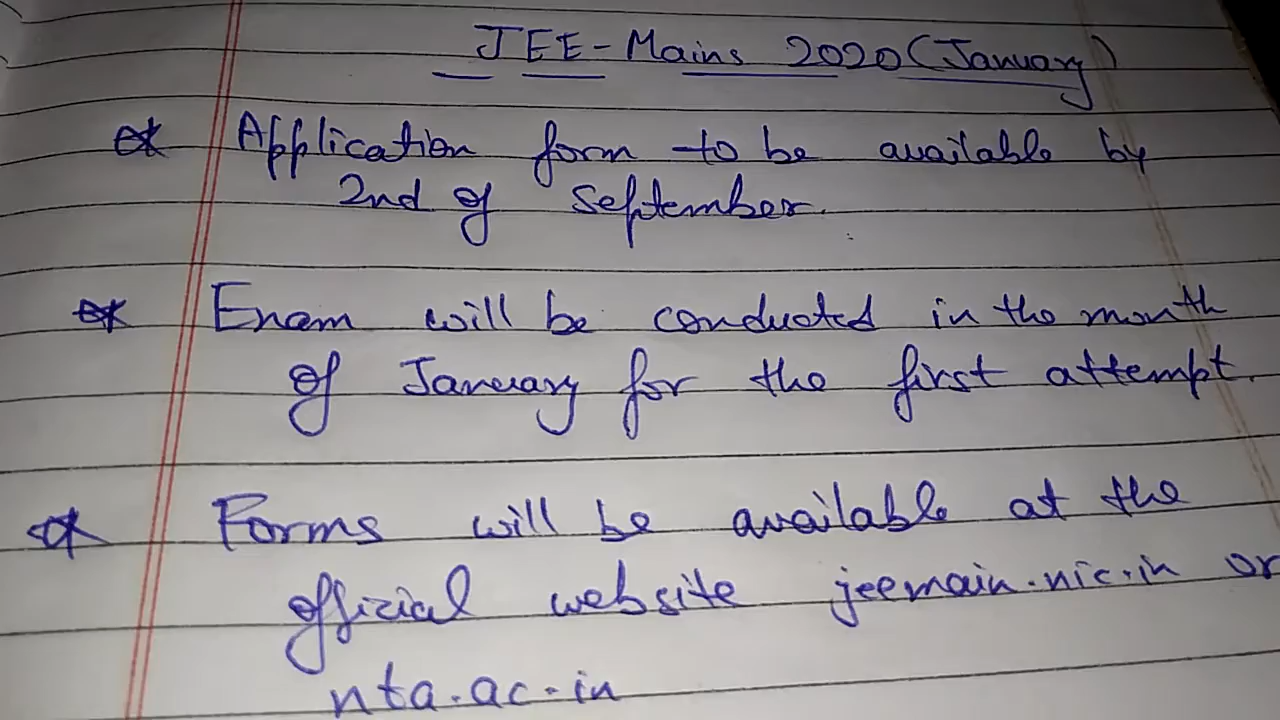 JEE-Mains 2020 (January)
Application form to be available by
2nd of September.
Exam will be conducted in the month
of January for the first attempt.
Forms will be available at the
official website jeemain.nic.in or
nta.ac.in